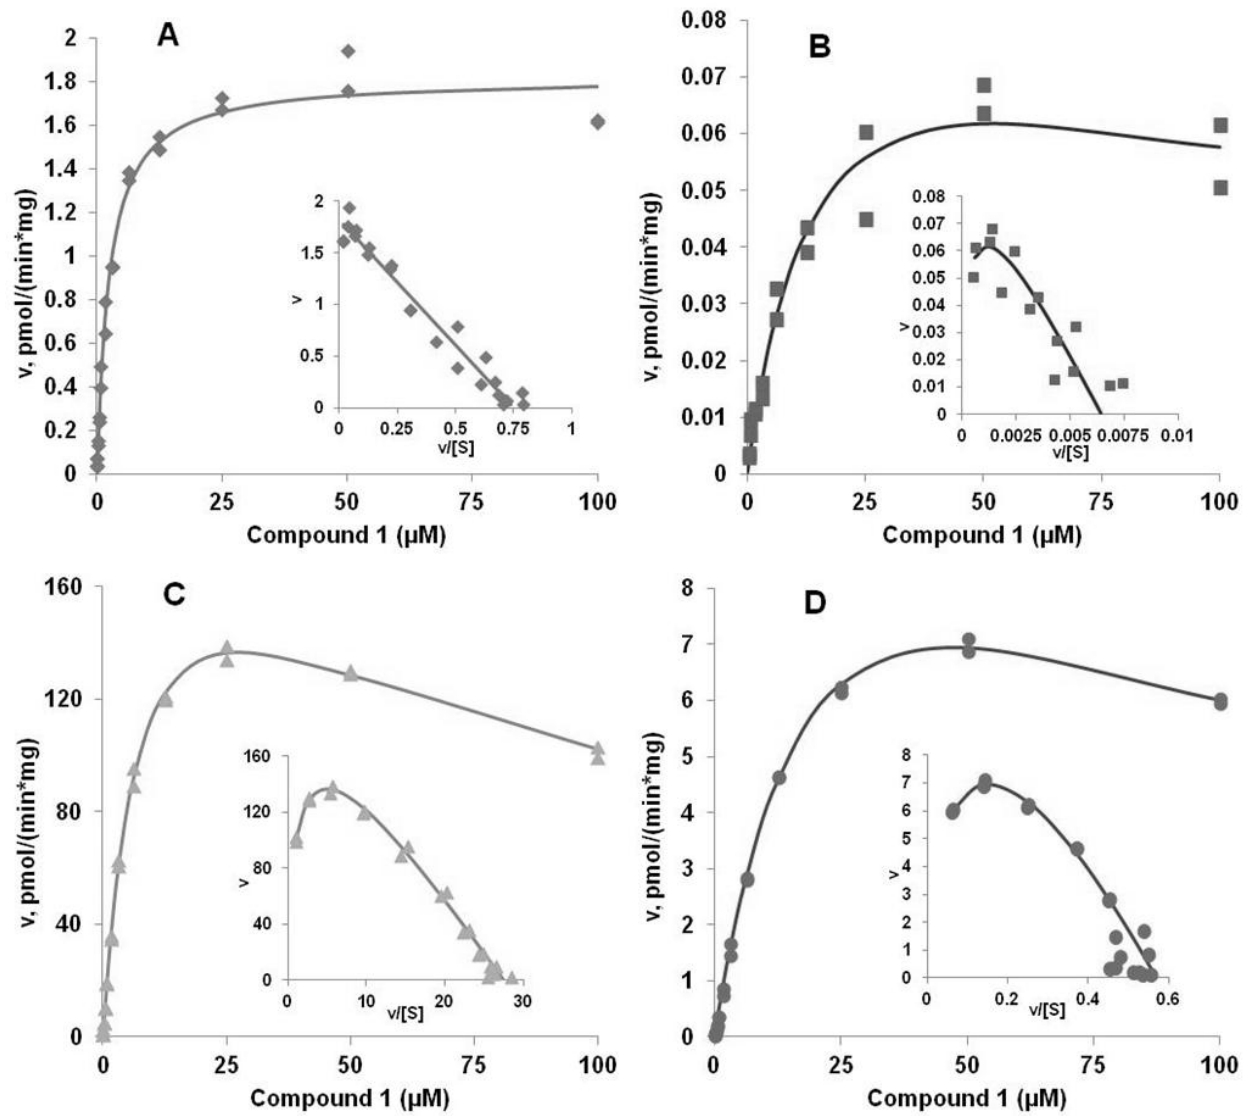 A
2
1.8
1.6
1.4
1.2
1
0.8
0.6
0.4
0.2
0
v, pmol/(min*mg)
0 25 50 75 100
Compound 1 (µM)
2
1.5
1
0.5
0
v
0 0.25 0.5 0.75 1
v/[S]
B
0.08
0.07
0.06
0.05
0.04
0.03
0.02
0.01
0
v, pmol/(min*mg)
0 25 50 75 100
Compound 1 (µM)
0.08
0.07
0.06
0.05
0.04
0.03
0.02
0.01
0
v
0 0.0025 0.005 0.0075 0.01
v/[S]
C
160
120
80
40
0
v, pmol/(min*mg)
0 25 50 75 100
Compound 1 (µM)
160
120
80
40
0
v
0 10 20 30
v/[S]
D
8
7
6
5
4
3
2
1
0
v, pmol/(min*mg)
0 25 50 75 100
Compound 1 (µM)
8
7
6
5
4
3
2
1
0
v
0 0.2 0.4 0.6
v/[S]